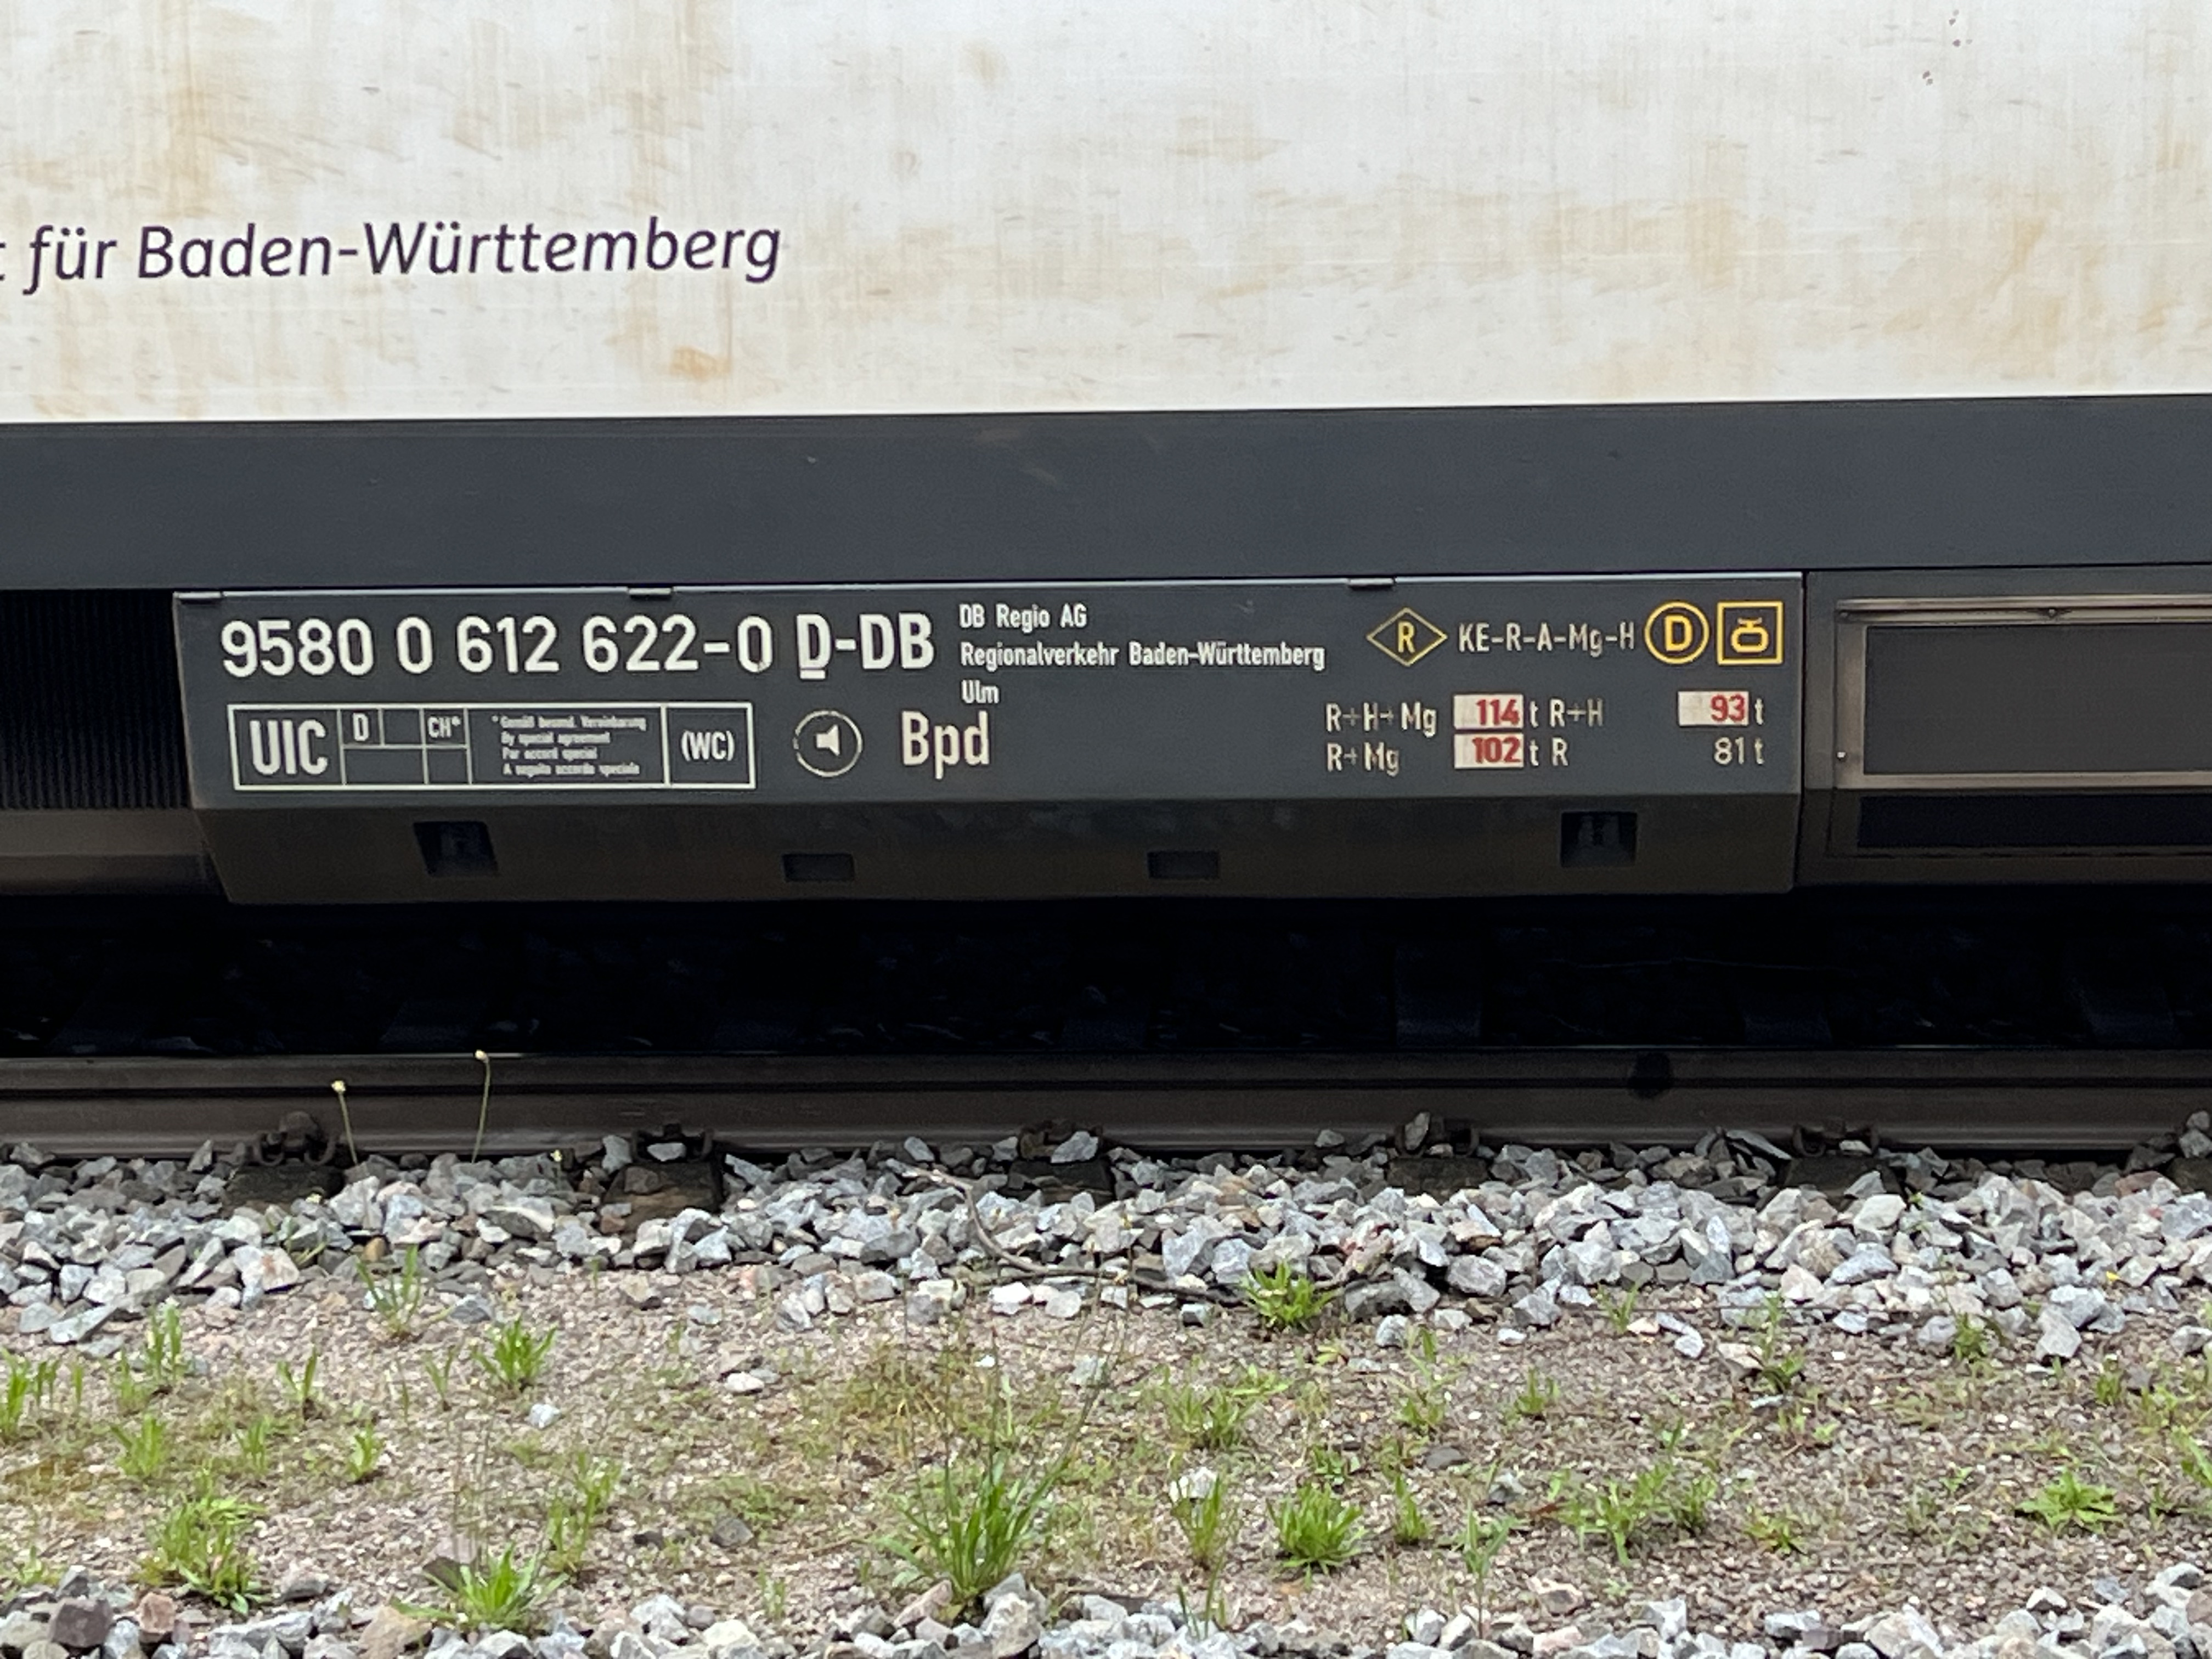 für Baden-Württemberg
9580 0 612 622-0 D-DB
DB Regio AG
Regionalverkehr Baden-Württemberg
Ulm
R KE-R-A-Mg-H D
UIC D CH* (WC)
*Gemäß besond. Vereinbarung
By special agreement
Par accord special
A seguito accordo speciale
Bpd
R+H+Mg 114 t R+H 93 t
R+Mg 102 t R 81 t